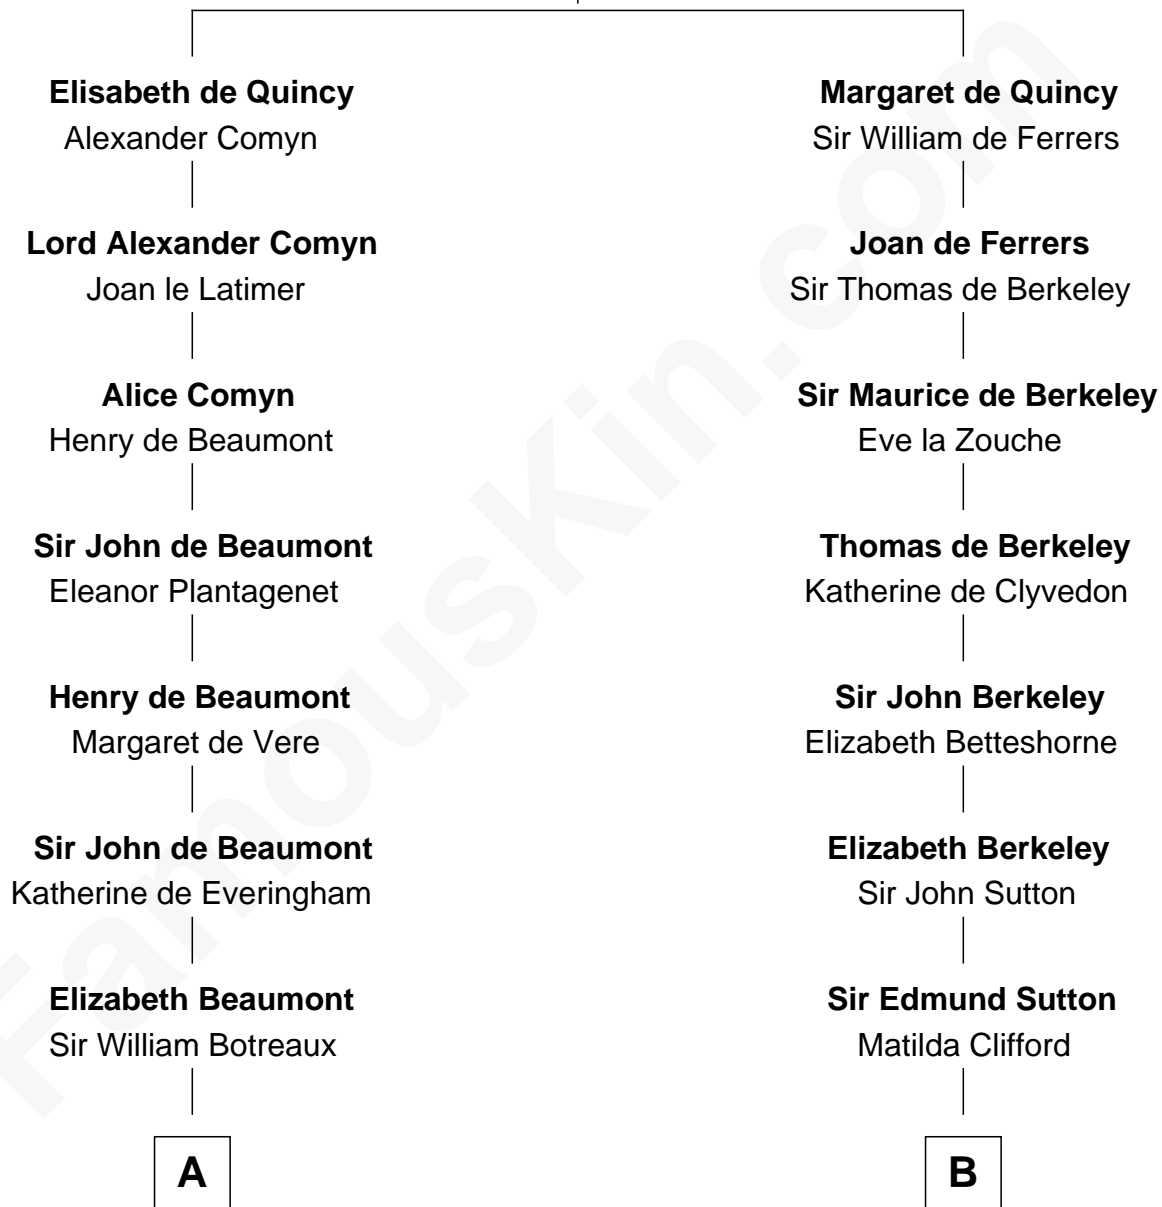 Elisabeth de Quincy
Alexander Comyn
Lord Alexander Comyn
Joan le Latimer
Alice Comyn
Henry de Beaumont
Sir John de Beaumont
Eleanor Plantagenet
Henry de Beaumont
Margaret de Vere
Sir John de Beaumont
Katherine de Everingham
Elizabeth Beaumont
Sir William Botreaux
A
Margaret de Quincy
Sir William de Ferrers
Joan de Ferrers
Sir Thomas de Berkeley
Sir Maurice de Berkeley
Eve la Zouche
Thomas de Berkeley
Katherine de Clyvedon
Sir John Berkeley
Elizabeth Betteshorne
Elizabeth Berkeley
Sir John Sutton
Sir Edmund Sutton
Matilda Clifford
B
FamousKin.com